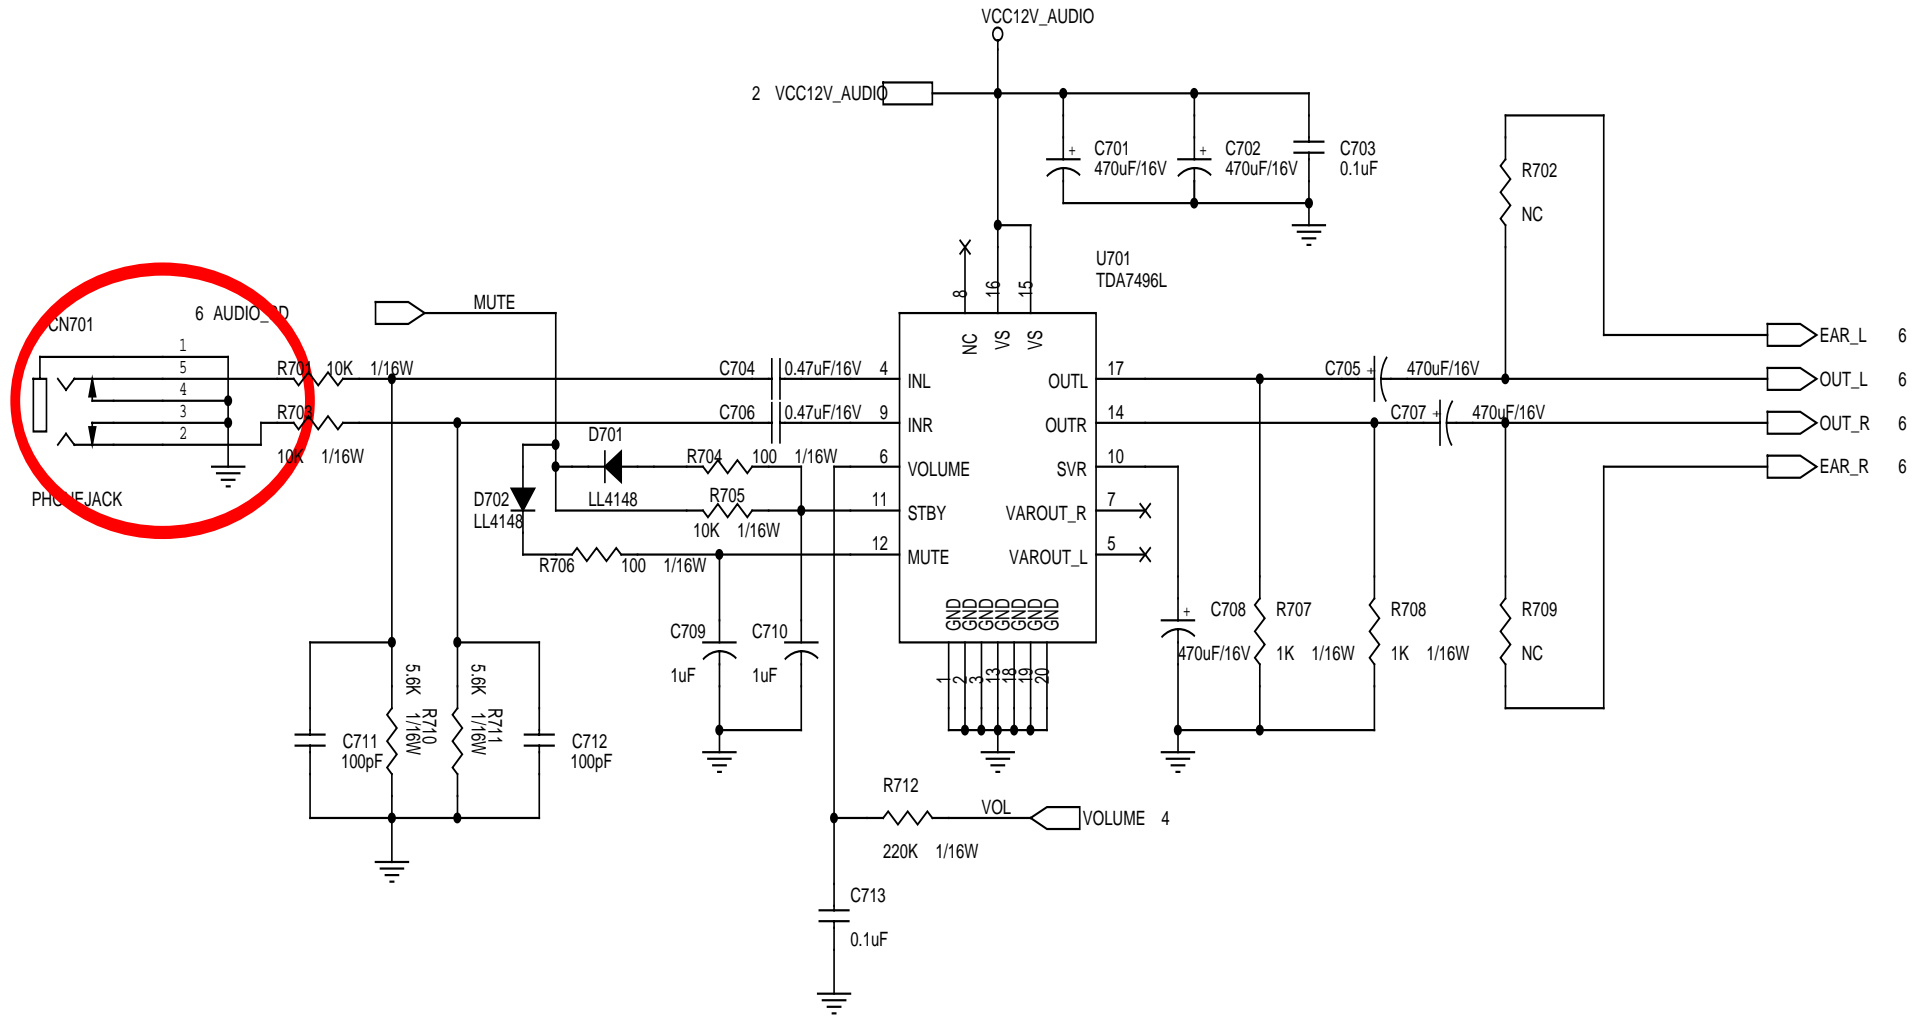 VCC12V_AUDIO
2 VCC12V_AUDIO
C701
470uF/16V
C702
470uF/16V
C703
0.1uF
R702
NC
U701
TDA7496L
CN701
6
PHONEJACK
1
5
4
3
2
MUTE
R701 10K 1/16W
R703
10K 1/16W
C704 0.47uF/16V
C706 0.47uF/16V
D701
LL4148
D702
LL4148
R704 100 1/16W
R705
10K 1/16W
R706 100 1/16W
8
16
15
NC
VS
VS
4 INL
9 INR
6 VOLUME
11 STBY
12 MUTE
OUTL 17
OUTR 14
SVR 10
VAROUT_R 7
VAROUT_L 5
GND
GND
GND
GND
GND
GND
GND
1
2
3
13
18
19
20
C705 + 470uF/16V
C707 + 470uF/16V
EAR_L 6
OUT_L 6
OUT_R 6
EAR_R 6
C708
470uF/16V
R707
1K 1/16W
R708
1K 1/16W
R709
NC
C709
1uF
C710
1uF
C711
100pF
5.6K
R710
1/16W
5.6K
R711
1/16W
C712
100pF
R712
220K 1/16W
VOL
VOLUME 4
C713
0.1uF